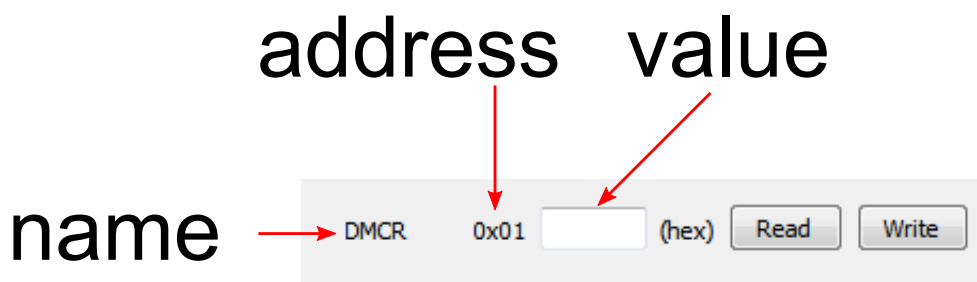 address value
name DMCR 0x01 (hex) Read Write